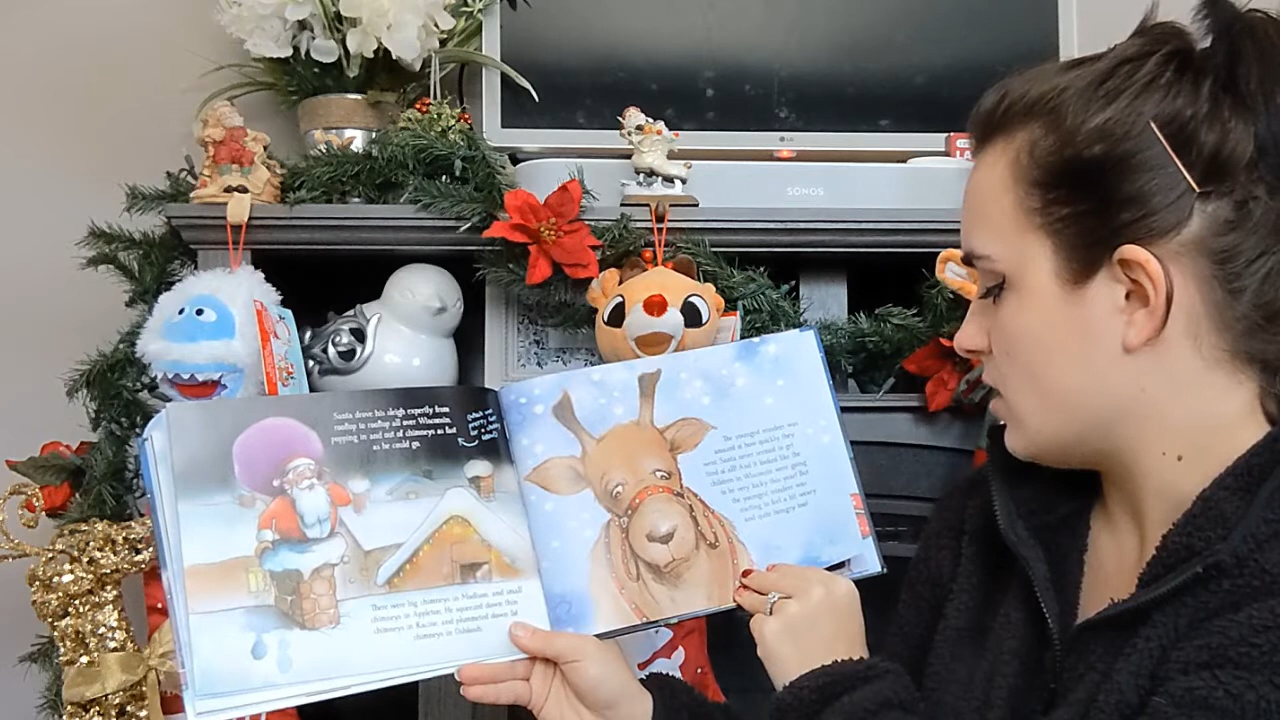 LG
SONOS
Santa drove his sleigh expertly from
rooftop to rooftop all over Wisconsin,
popping in and out of chimneys as fast
as he could go.
pretty fast
for a
There were big chimneys in Madison, and small
chimneys in Appleton. He squeezed down thin
chimneys in Racine, and plummeted down fat
chimneys in Oshkosh.
The youngest reindeer was
amazed at how quickly they
went. Santa never seemed to get
tired at all! And it looked like the
children in Wisconsin were going
to be very lucky this year! But
the youngest reindeer was
starting to feel a bit weary
and quite hungry too!